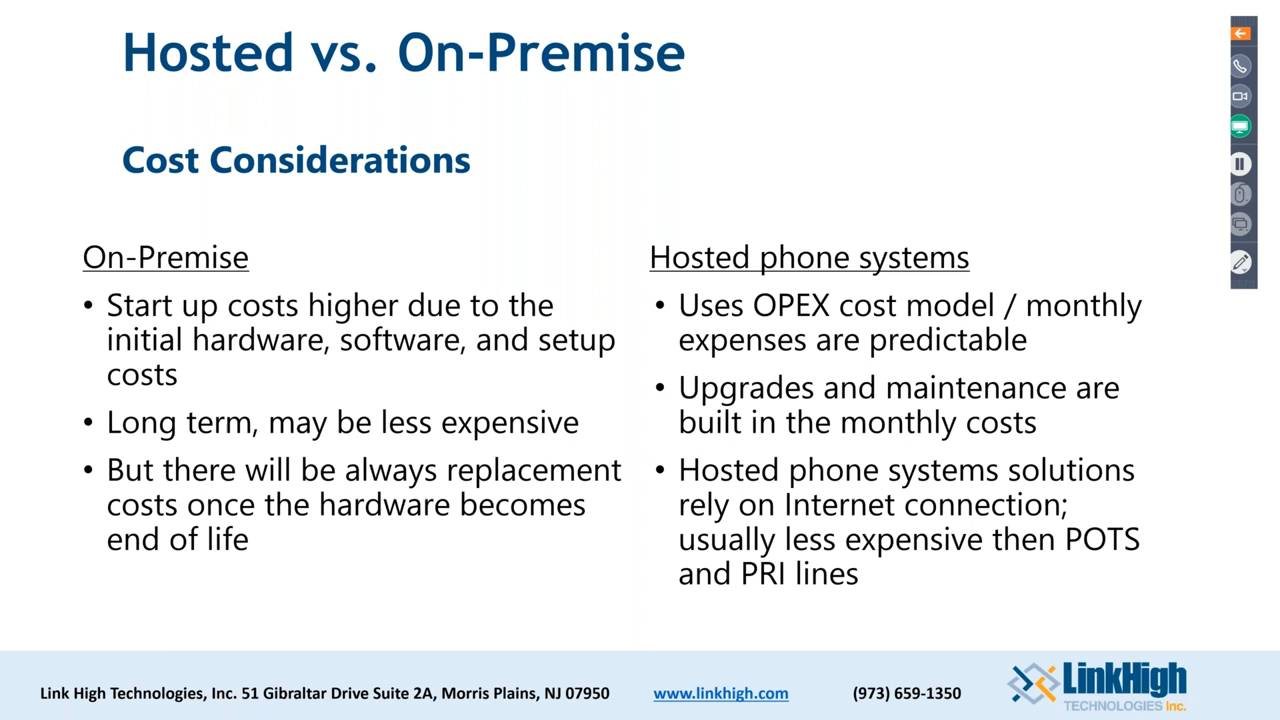 Hosted vs. On-Premise
Cost Considerations
On-Premise
• Start up costs higher due to the
initial hardware, software, and setup
costs
• Long term, may be less expensive
• But there will be always replacement
costs once the hardware becomes
end of life
Hosted phone systems
• Uses OPEX cost model / monthly
expenses are predictable
• Upgrades and maintenance are
built in the monthly costs
• Hosted phone systems solutions
rely on Internet connection;
usually less expensive then POTS
and PRI lines
Link High Technologies, Inc. 51 Gibraltar Drive Suite 2A, Morris Plains, NJ 07950 www.linkhigh.com (973) 659-1350
LinkHigh
TECHNOLOGIES Inc.